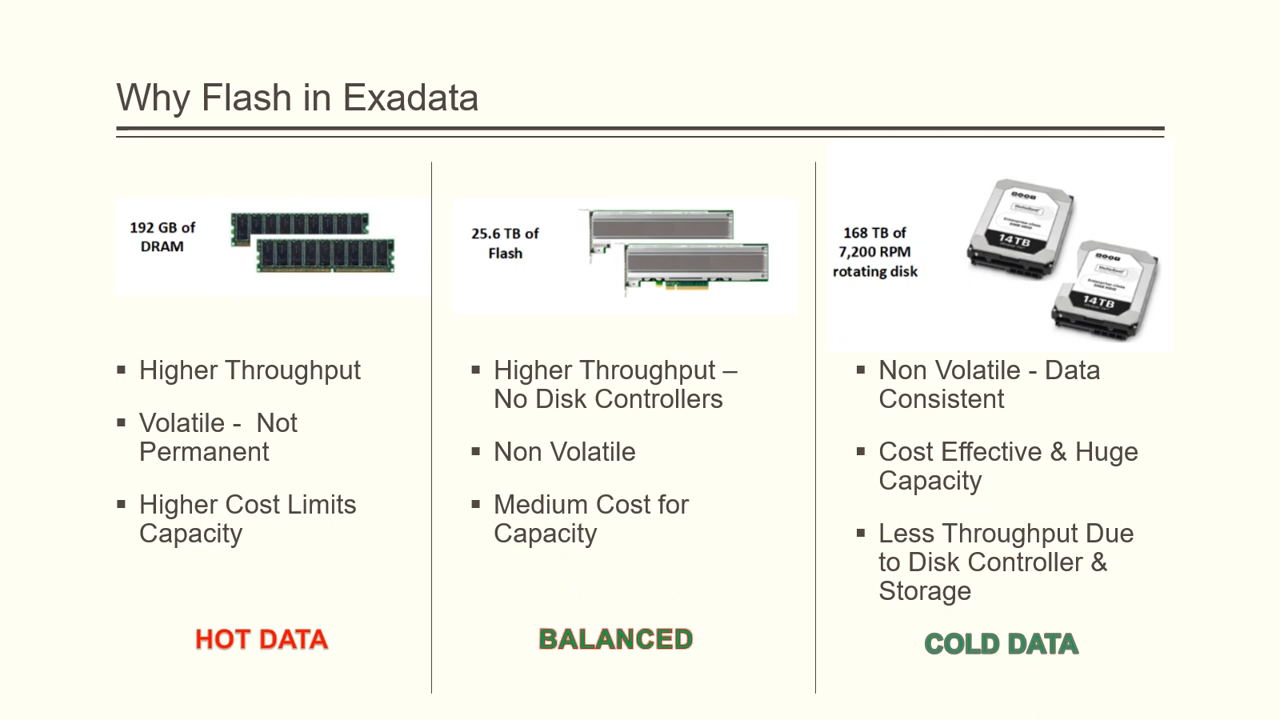 Why Flash in Exadata
192 GB of
DRAM
▪ Higher Throughput
▪ Volatile - Not
Permanent
▪ Higher Cost Limits
Capacity
HOT DATA
25.6 TB of
Flash
▪ Higher Throughput –
No Disk Controllers
▪ Non Volatile
▪ Medium Cost for
Capacity
BALANCED
168 TB of
7,200 RPM
rotating disk
14TB
14TB
▪ Non Volatile - Data
Consistent
▪ Cost Effective & Huge
Capacity
▪ Less Throughput Due
to Disk Controller &
Storage
COLD DATA